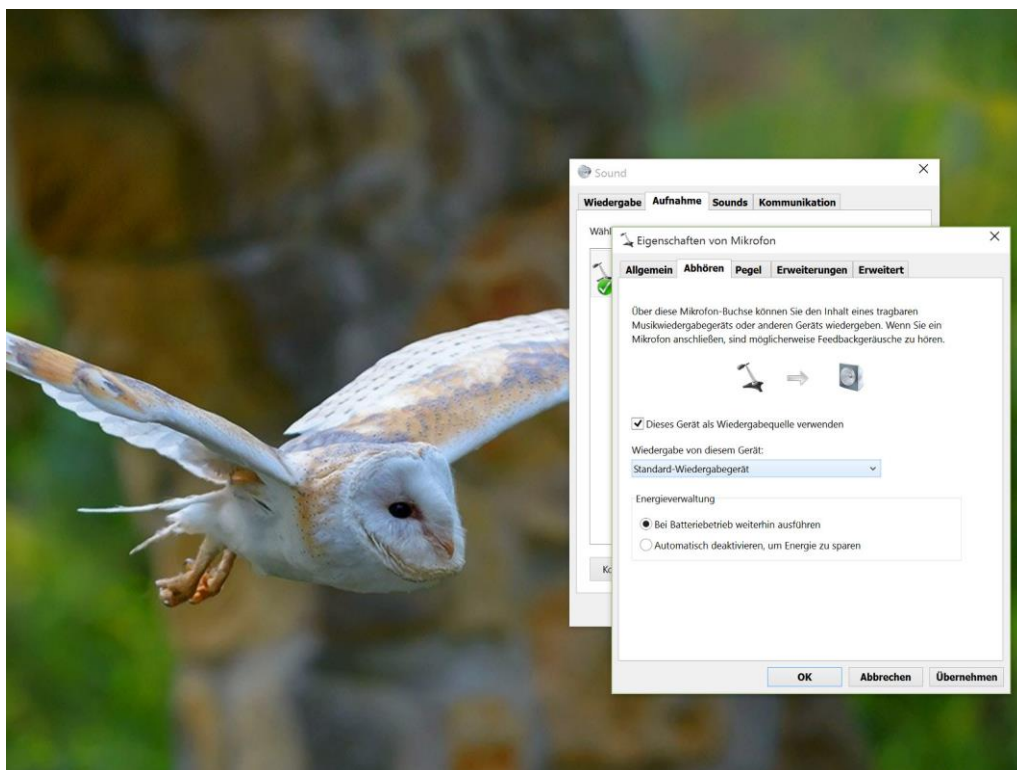 Sound
Wiedergabe Aufnahme Sounds Kommunikation
Eigenschaften von Mikrofon
Allgemein Abhören Pegel Erweiterungen Erweitert
Über diese Mikrofon-Buchse können Sie den Inhalt eines tragbaren
Musikwiedergabegeräts oder anderen Geräts wiedergeben. Wenn Sie ein
Mikrofon anschließen, sind möglicherweise Feedbackgeräusche zu hören.
Dieses Gerät als Wiedergabequelle verwenden
Wiedergabe von diesem Gerät:
Standard-Wiedergabegerät
Energieverwaltung
Bei Batteriebetrieb weiterhin ausführen
Automatisch deaktivieren, um Energie zu sparen
OK Abbrechen Übernehmen